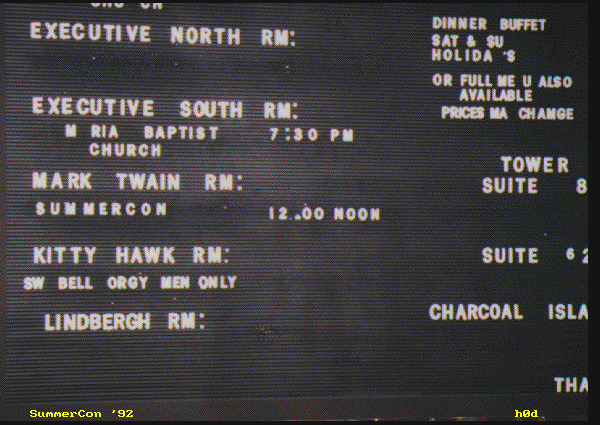 EXECUTIVE NORTH RM:
EXECUTIVE SOUTH RM:
M RIA BAPTIST 7:30 PM
CHURCH
MARK TWAIN RM:
SUMMERCON 12.00 NOON
KITTY HAWK RM:
SW BELL ORGY MEN ONLY
LINDBERGH RM:
DINNER BUFFET
SAT & SU
HOLIDA 'S
OR FULL ME U ALSO
AVAILABLE
PRICES MA CHANGE
TOWER
SUITE 8
SUITE 62
CHARCOAL ISLA
THA
SummerCon '92
h0d